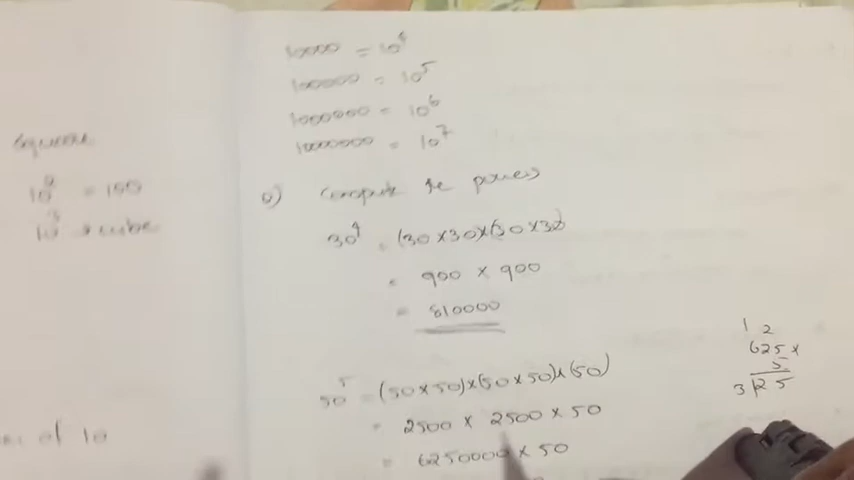 square
10² = 100
10³ → cube
of 10
10000 = 10⁴
100000 = 10⁵
1000000 = 10⁶
10000000 = 10⁷
Q) Compute the powers
30⁴ = (30×30)×(30×30)
= 900 × 900
= 810000
50⁵ = (50×50)×(50×50)×(50)
= 2500 × 2500 × 50
= 6250000 × 50
1 2
625 ×
5
3125